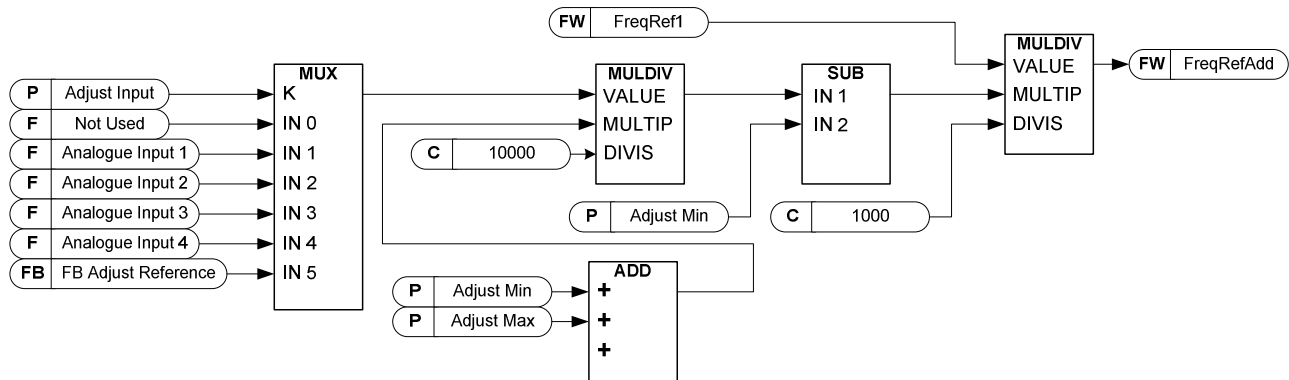 FW FreqRef1
MUX
K
IN 0
IN 1
IN 2
IN 3
IN 4
IN 5
P Adjust Input
F Not Used
F Analogue Input 1
F Analogue Input 2
F Analogue Input 3
F Analogue Input 4
FB FB Adjust Reference
MULDIV
VALUE
MULTIP
DIVIS
C 10000
SUB
IN 1
IN 2
P Adjust Min
MULDIV
VALUE
MULTIP
DIVIS
C 1000
FW FreqRefAdd
ADD
+
+
+
P Adjust Min
P Adjust Max